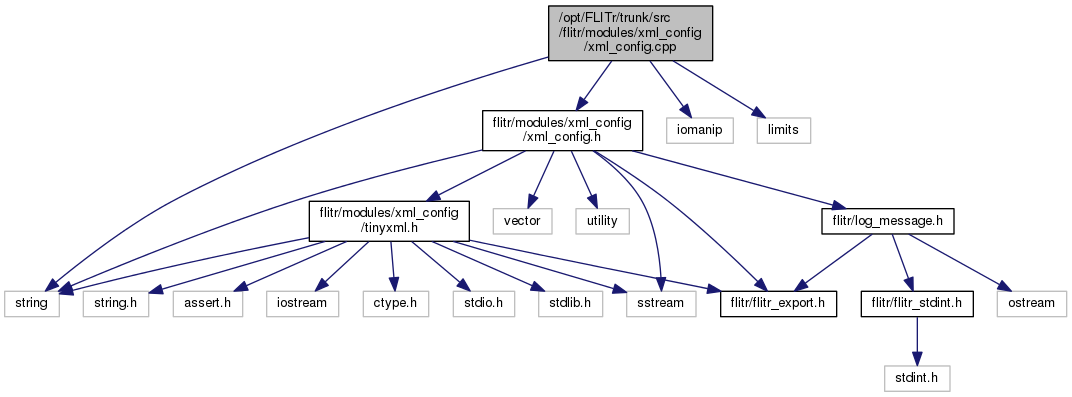 /opt/FLITr/trunk/src
/flitr/modules/xml_config
/xml_config.cpp
flitr/modules/xml_config
/xml_config.h
iomanip
limits
flitr/modules/xml_config
/tinyxml.h
vector
utility
flitr/log_message.h
string
string.h
assert.h
iostream
ctype.h
stdio.h
stdlib.h
sstream
flitr/flitr_export.h
flitr/flitr_stdint.h
ostream
stdint.h